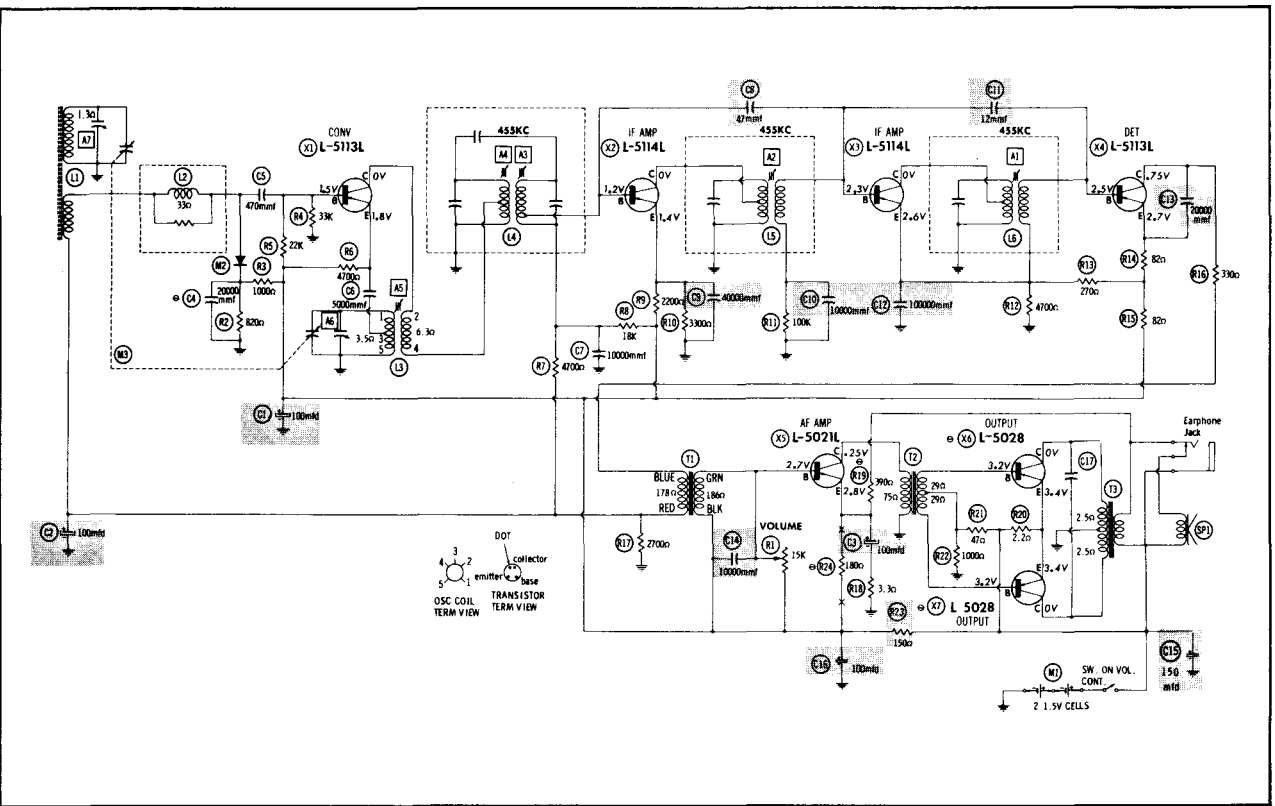 1.3Ω
A7
L1
L2
33Ω
C5
470mmf
CONV
X1 L-5113L
C 0V
1.5V
B
E
1.8V
R4
33K
R5
22K
M2
R3
1000Ω
C4
20000
mmf
R2
820Ω
M3
R6
4700Ω
C6
5000mmf
A5
A6
1
2
3
3.5Ω
6.3Ω
5
4
L3
C1
100mfd
455KC
A4
A3
L4
C8
47mmf
IF AMP
X2 L-5114L
C 0V
1.2V
B
E
1.4V
455KC
A2
L5
C11
12mmf
IF AMP
X3 L-5114L
C 0V
2.3V
B
E
2.6V
455KC
A1
L6
DET
X4 L-5113L
C
.75V
2.5V
B
E
2.7V
C13
20000
mmf
R14
82Ω
R16
330Ω
R13
270Ω
R15
82Ω
R12
4700Ω
C12
100000mmf
C10
10000mmf
R11
100K
C9
40000mmf
R9
2200Ω
R10
3300Ω
R8
18K
C7
10000mmf
R7
4700Ω
C2
100mfd
T1
BLUE
GRN
178Ω
186Ω
RED
BLK
R17
2700Ω
C14
10000mmf
VOLUME
R1
15K
AF AMP
X5 L-5021L
C
.25V
2.7V
B
E
2.8V
R19
390Ω
T2
75Ω
29Ω
29Ω
C3
100mfd
R24
180Ω
R18
3.3Ω
R23
150Ω
C16
100mfd
OUTPUT
X6 L-5028
C 0V
3.2V
B
E
3.4V
R21
47Ω
R20
2.2Ω
R22
1000Ω
3.4V
E
3.2V
B
C 0V
X7 L 5028
OUTPUT
C17
T3
2.5Ω
2.5Ω
Earphone
Jack
SP1
C15
150
mfd
M1
SW. ON VOL.
CONT.
2 1.5V CELLS
3
4
2
5
1
OSC COIL
TERM VIEW
DOT
collector
emitter
base
TRANSISTOR
TERM VIEW